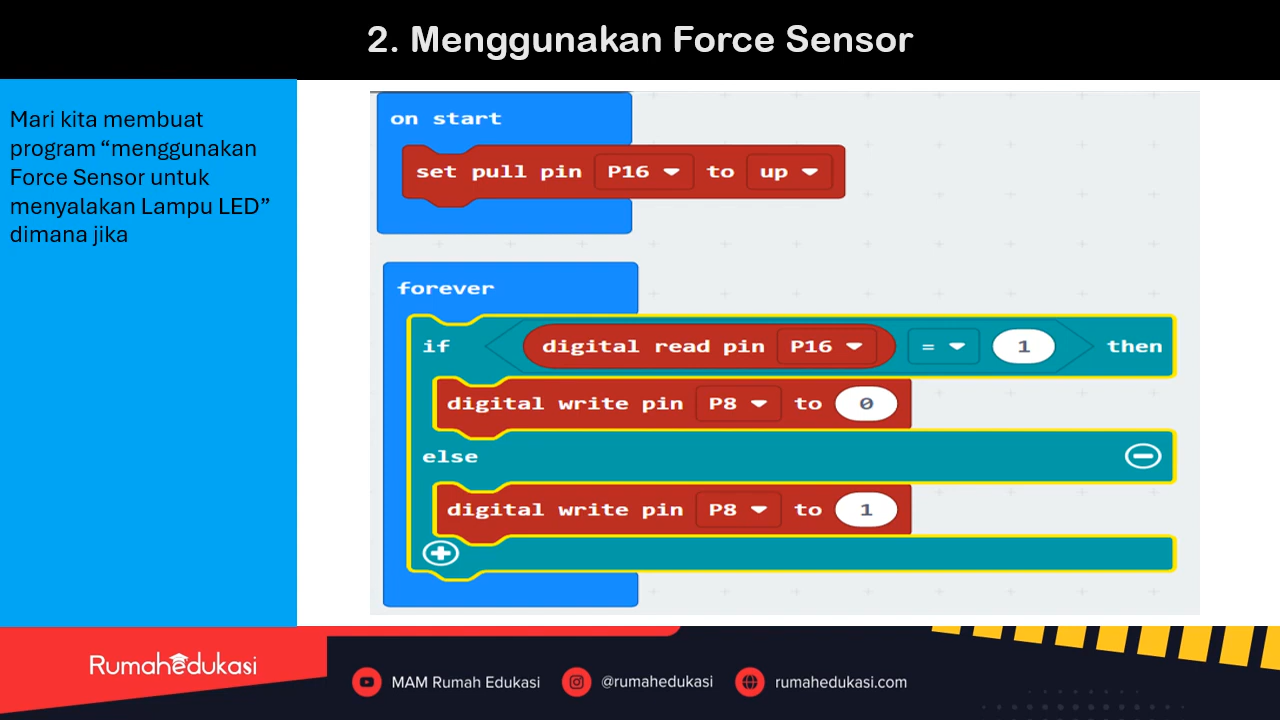 2. Menggunakan Force Sensor
Mari kita membuat
program “menggunakan
Force Sensor untuk
menyalakan Lampu LED”
dimana jika
on start
set pull pin P16 to up
forever
if digital read pin P16 = 1 then
digital write pin P8 to 0
else
digital write pin P8 to 1
Rumahedukasi
MAM Rumah Edukasi
@rumahedukasi
rumahedukasi.com